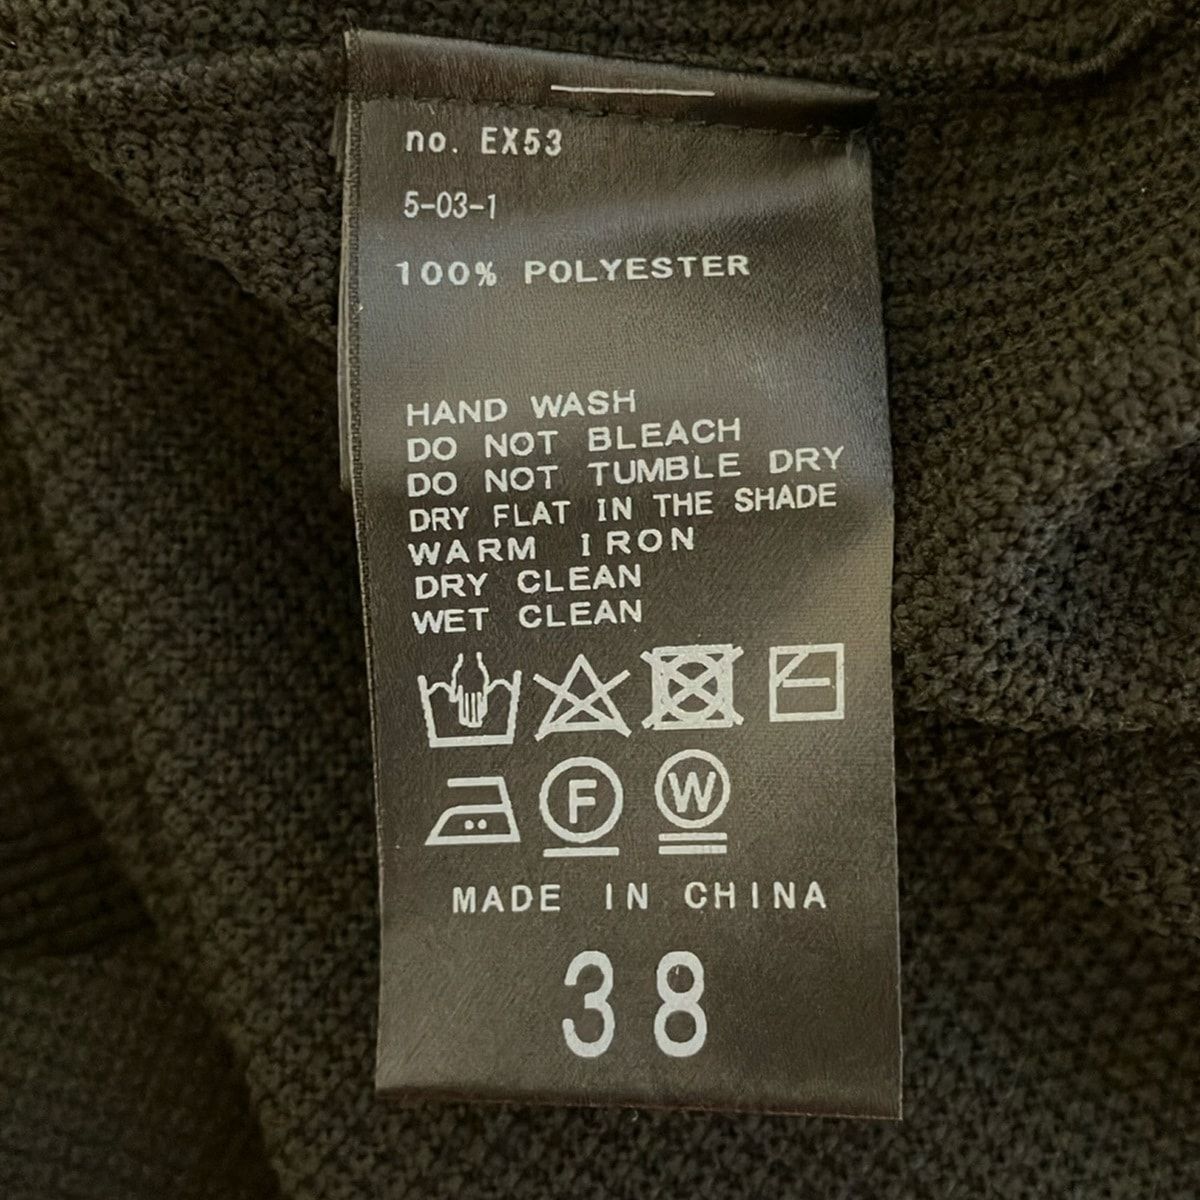 no. EX53
5-03-1
100% POLYESTER
HAND WASH
DO NOT BLEACH
DO NOT TUMBLE DRY
DRY FLAT IN THE SHADE
WARM IRON
DRY CLEAN
WET CLEAN
F W
MADE IN CHINA
38